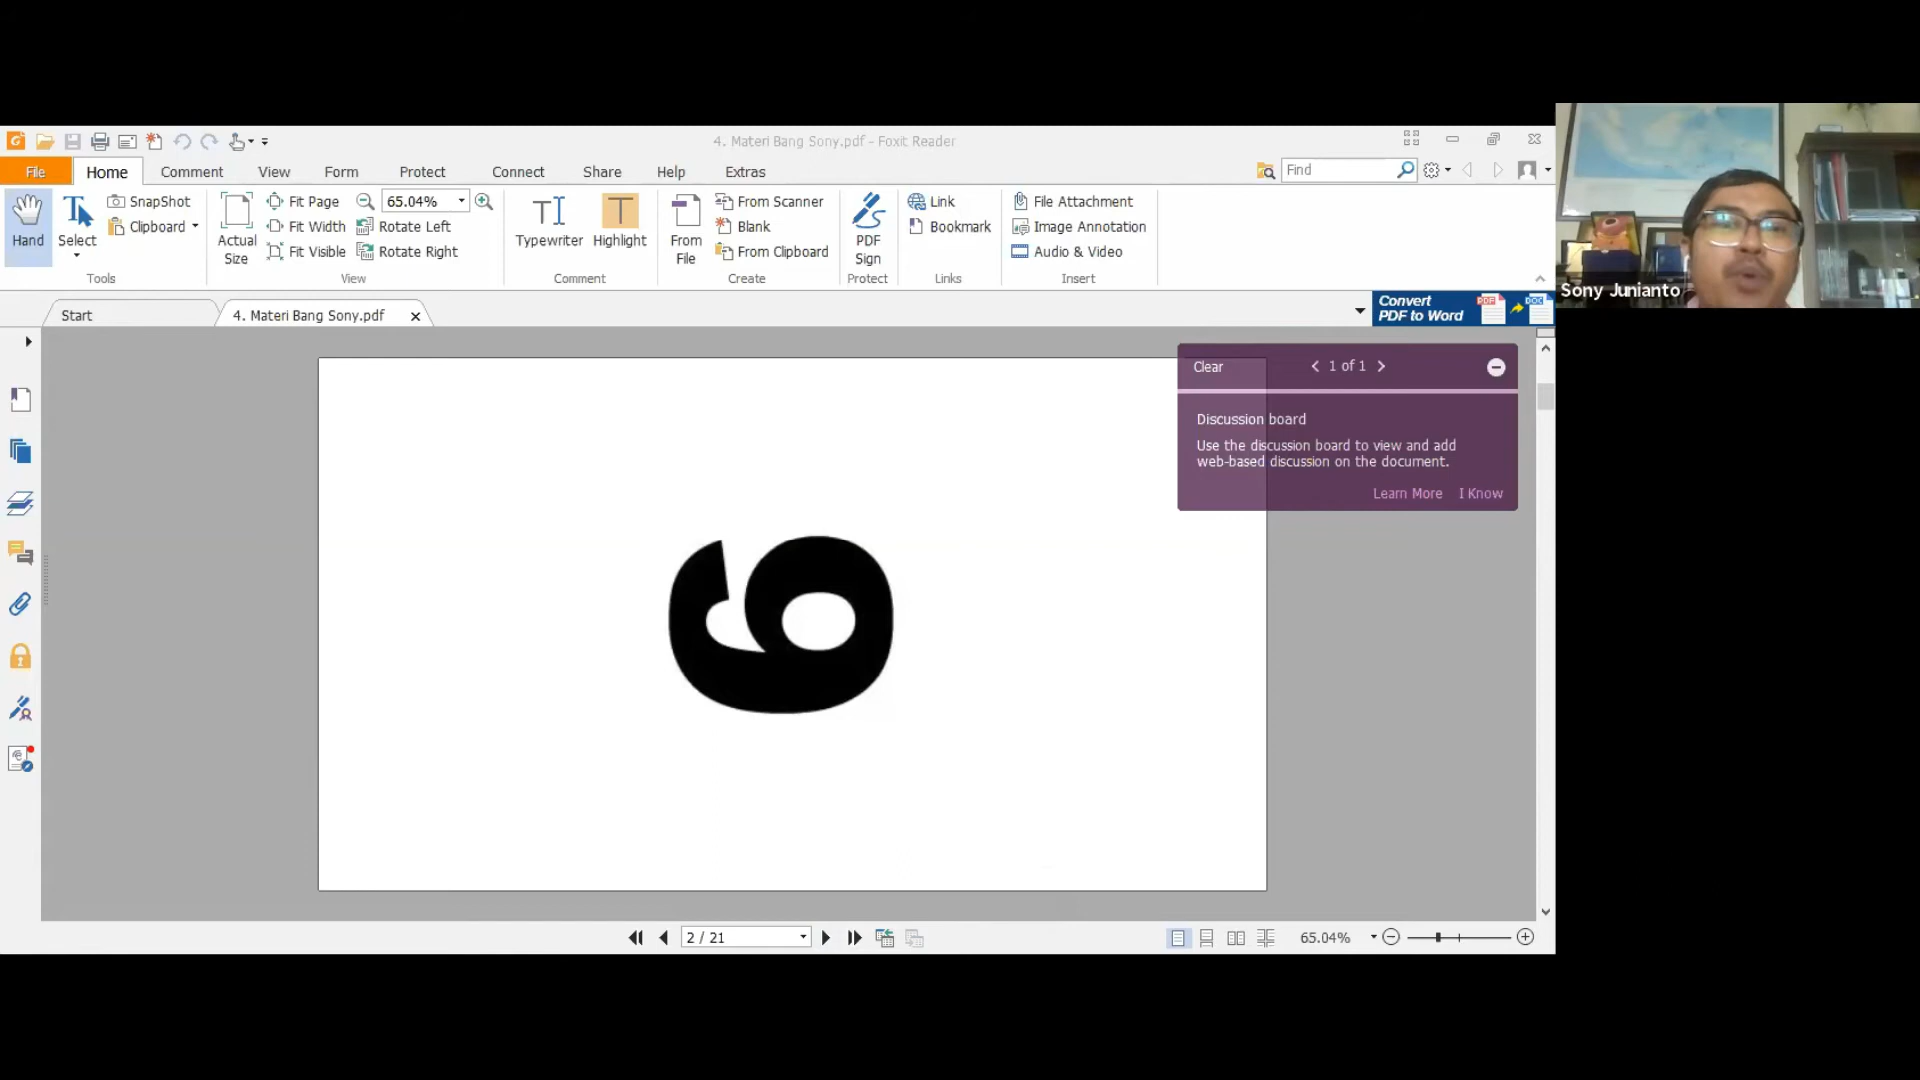 4. Materi Bang Sony.pdf - Foxit Reader
File Home Comment View Form Protect Connect Share Help Extras Find
Hand
Select
SnapShot
Clipboard
Tools
Actual
Size
Fit Page
Fit Width
Fit Visible
65.04%
Rotate Left
Rotate Right
View
Typewriter
Highlight
Comment
From
File
From Scanner
Blank
From Clipboard
Create
PDF
Sign
Protect
Link
Bookmark
Links
File Attachment
Image Annotation
Audio & Video
Insert
Sony Junianto
Start
4. Materi Bang Sony.pdf
Convert
PDF to Word
PDF
DOC
Clear
1 of 1
Discussion board
Use the discussion board to view and add
web-based discussion on the document.
Learn More I Know
6
2 / 21
65.04%